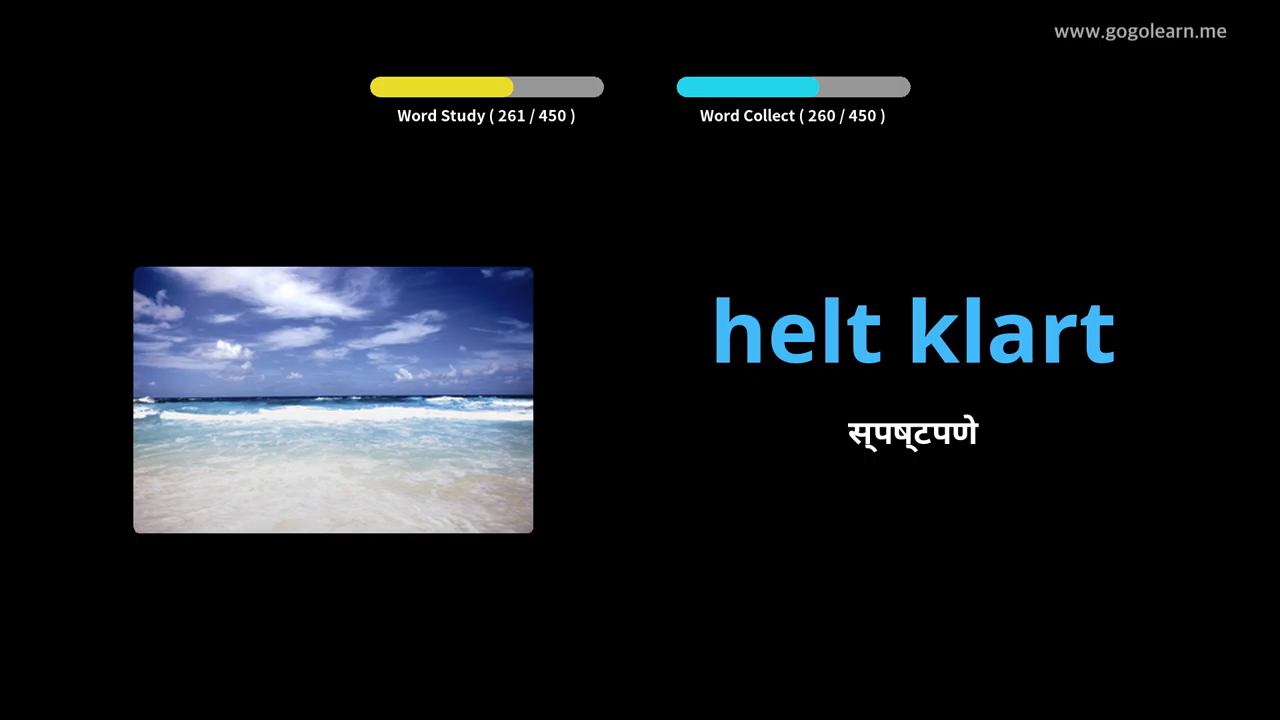 www.gogolearn.me
Word Study ( 261 / 450 )
Word Collect ( 260 / 450 )
helt klart
स्पष्टपणे